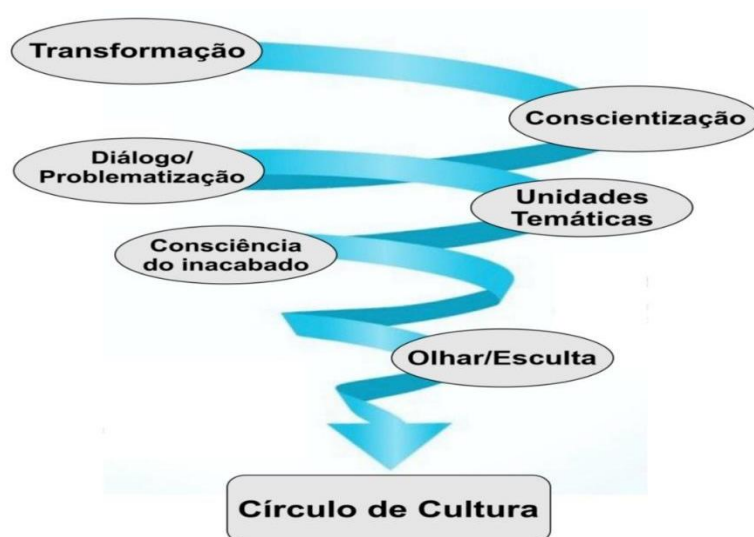 Transformação
Conscientização
Diálogo/
Problematização
Unidades
Temáticas
Consciência
do inacabado
Olhar/Esculta
Círculo de Cultura